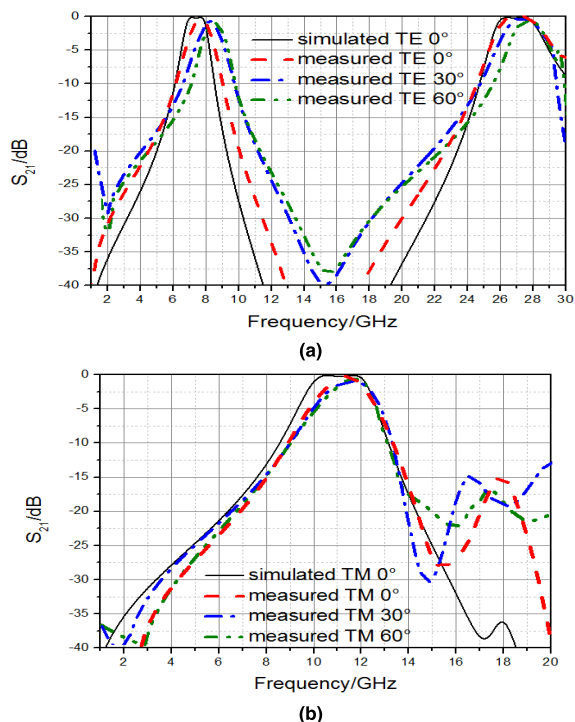 0
-5
-10
-15
-20
-25
-30
-35
-40
S21/dB
simulated TE 0°
measured TE 0°
measured TE 30°
measured TE 60°
2 4 6 8 10 12 14 16 18 20 22 24 26 28 30
Frequency/GHz
(a)
0
-5
-10
-15
-20
-25
-30
-35
-40
S21/dB
simulated TM 0°
measured TM 0°
measured TM 30°
measured TM 60°
2 4 6 8 10 12 14 16 18 20
Frequency/GHz
(b)